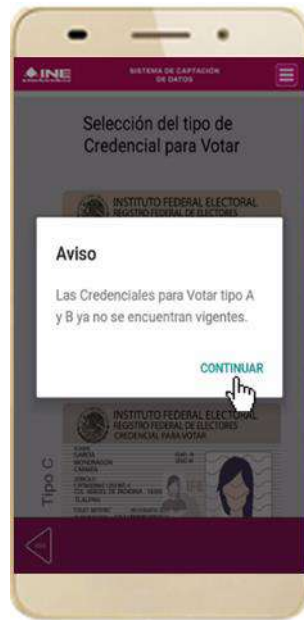 INE
SISTEMA DE CAPTACIÓN
DE DATOS
Selección del tipo de
Credencial para Votar
INSTITUTO FEDERAL ELECTORAL
REGISTRO FEDERAL DE ELECTORES
Aviso
Las Credenciales para Votar tipo A
y B ya no se encuentran vigentes.
CONTINUAR
INSTITUTO FEDERAL ELECTORAL
REGISTRO FEDERAL DE ELECTORES
CREDENCIAL PARA VOTAR
Tipo C
GARCIA
MONDRAGON